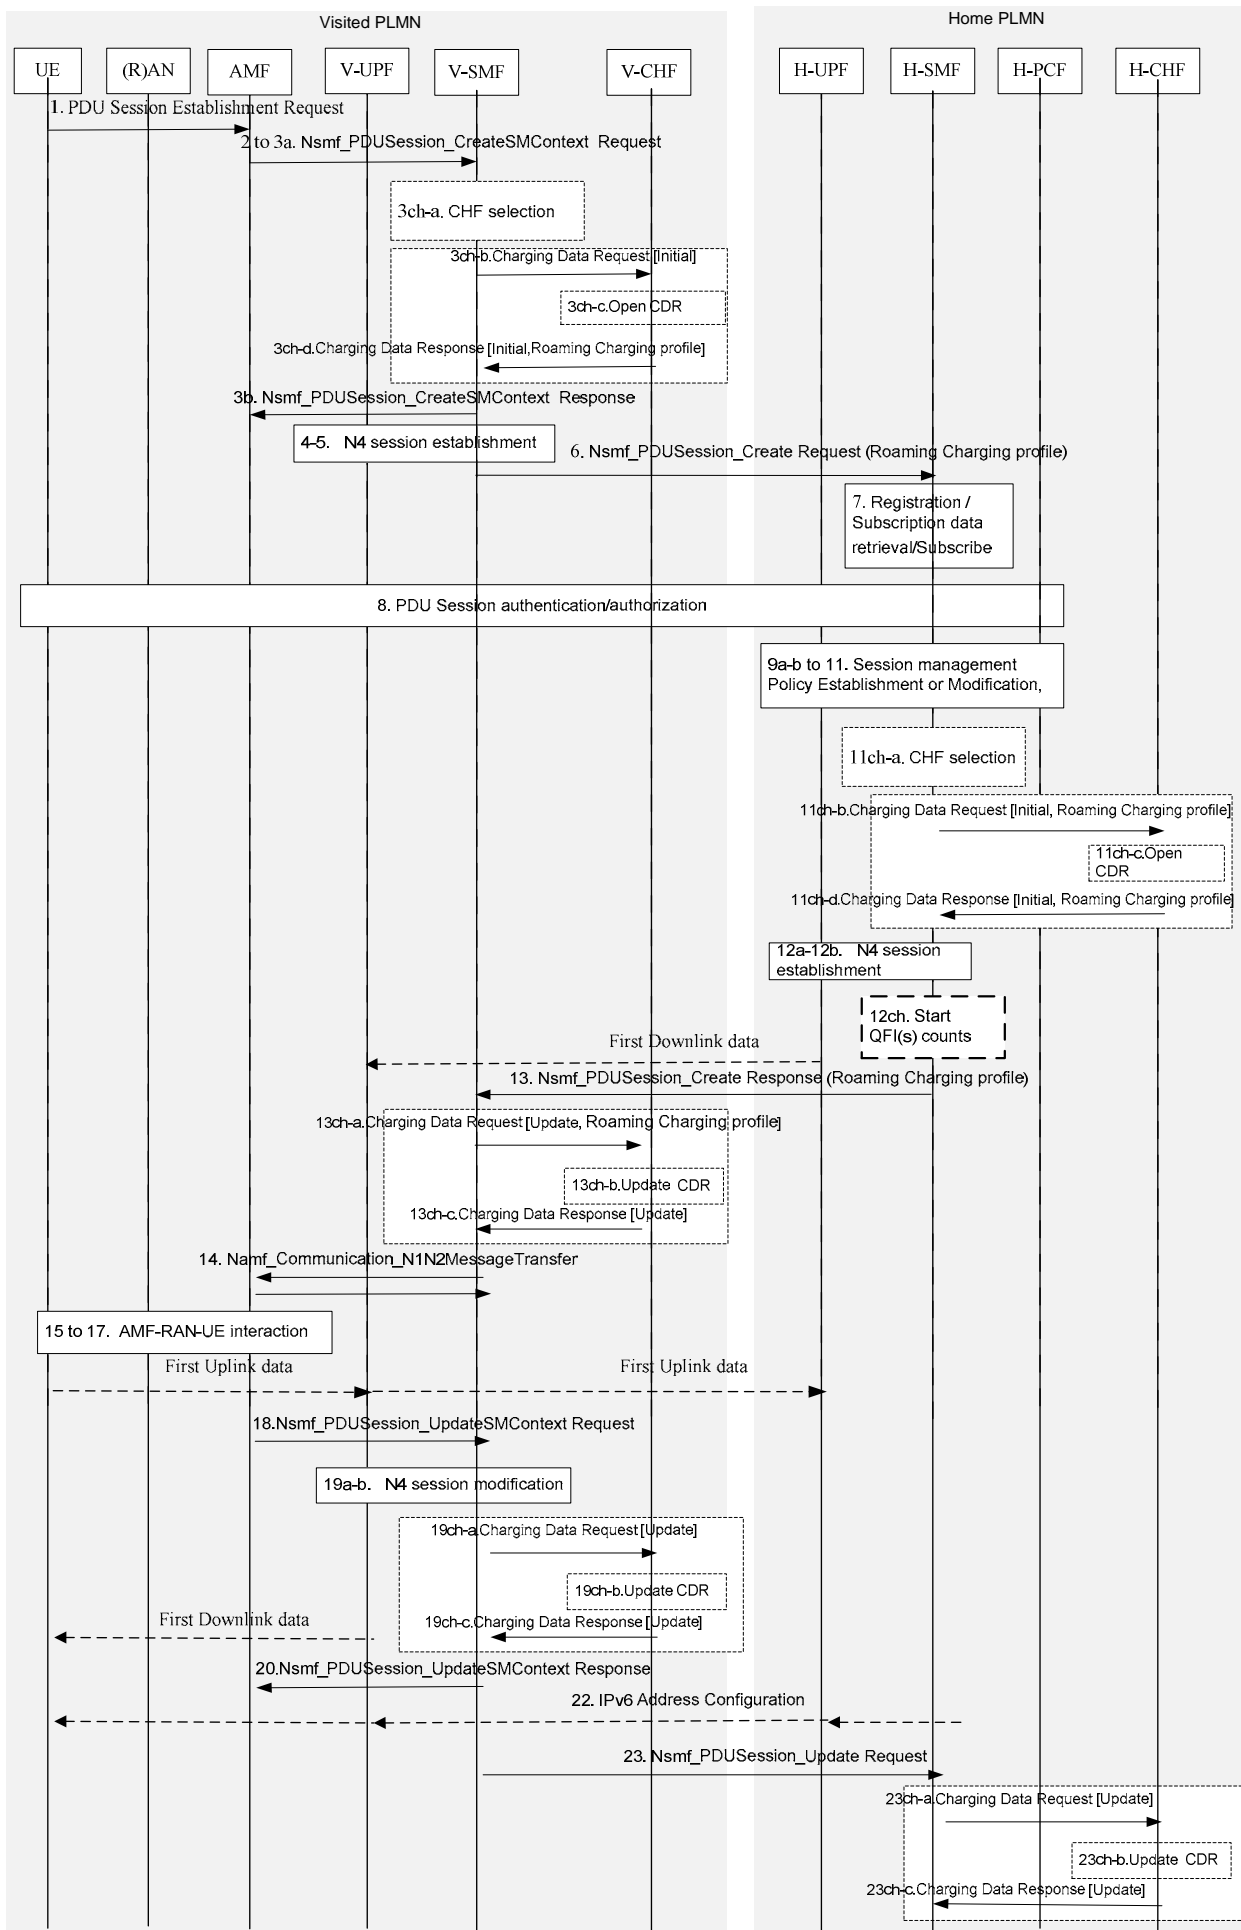 Visited PLMN
Home PLMN
UE
(R)AN
AMF
V-UPF
V-SMF
V-CHF
H-UPF
H-SMF
H-PCF
H-CHF
1. PDU Session Establishment Request
2 to 3a. Nsmf_PDUSession_CreateSMContext Request
3ch-a. CHF selection
3ch-b.Charging Data Request [Initial]
3ch-c.Open CDR
3ch-d.Charging Data Response [Initial,Roaming Charging profile]
3b. Nsmf_PDUSession_CreateSMContext Response
4-5. N4 session establishment
6. Nsmf_PDUSession_Create Request (Roaming Charging profile)
7. Registration /
Subscription data
retrieval/Subscribe
8. PDU Session authentication/authorization
9a-b to 11. Session management
Policy Establishment or Modification,
11ch-a. CHF selection
11ch-b.Charging Data Request [Initial, Roaming Charging profile]
11ch-c.Open
CDR
11ch-d.Charging Data Response [Initial, Roaming Charging profile]
12a-12b. N4 session
establishment
12ch. Start
QFI(s) counts
First Downlink data
13. Nsmf_PDUSession_Create Response (Roaming Charging profile)
13ch-a.Charging Data Request [Update, Roaming Charging profile]
13ch-b.Update CDR
13ch-c.Charging Data Response [Update]
14. Namf_Communication_N1N2MessageTransfer
15 to 17. AMF-RAN-UE interaction
First Uplink data
First Uplink data
18.Nsmf_PDUSession_UpdateSMContext Request
19a-b. N4 session modification
19ch-a.Charging Data Request [Update]
19ch-b.Update CDR
19ch-c.Charging Data Response [Update]
First Downlink data
20.Nsmf_PDUSession_UpdateSMContext Response
22. IPv6 Address Configuration
23. Nsmf_PDUSession_Update Request
23ch-a.Charging Data Request [Update]
23ch-b.Update CDR
23ch-c.Charging Data Response [Update]